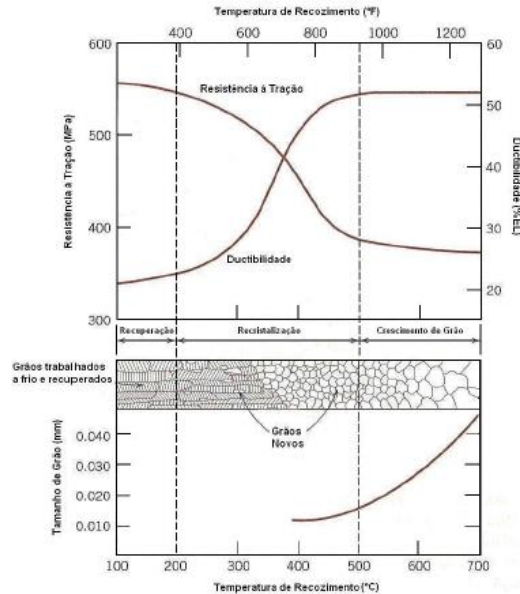 Temperatura de Recozimento (°F)
400 600 800 1000 1200
600 60
Resistência à Tração
500 50
40
400 30
Ductibilidade
20
300
Resistência à Tração (MPa)
Ductibilidade (%EL)
Recuperação Recristalização Crescimento de Grão
Grãos trabalhados
a frio e recuperados
Grãos
Novos
0.040
0.030
0.020
0.010
Tamanho de Grão (mm)
100 200 300 400 500 600 700
Temperatura de Recozimento (°C)